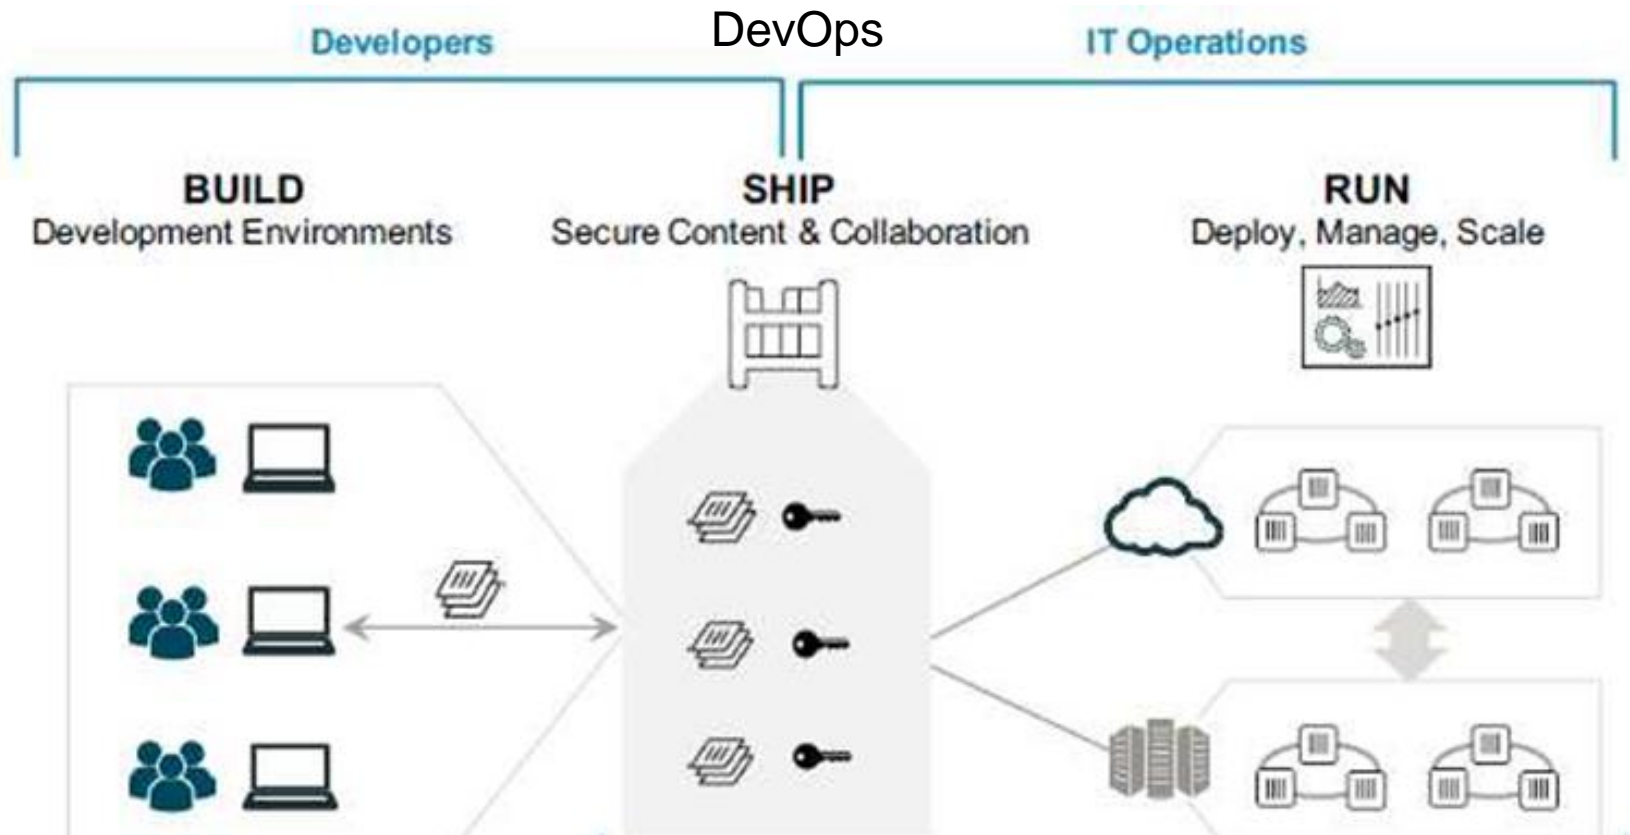 DevOps
Developers
IT Operations
BUILD
Development Environments
SHIP
Secure Content & Collaboration
RUN
Deploy, Manage, Scale